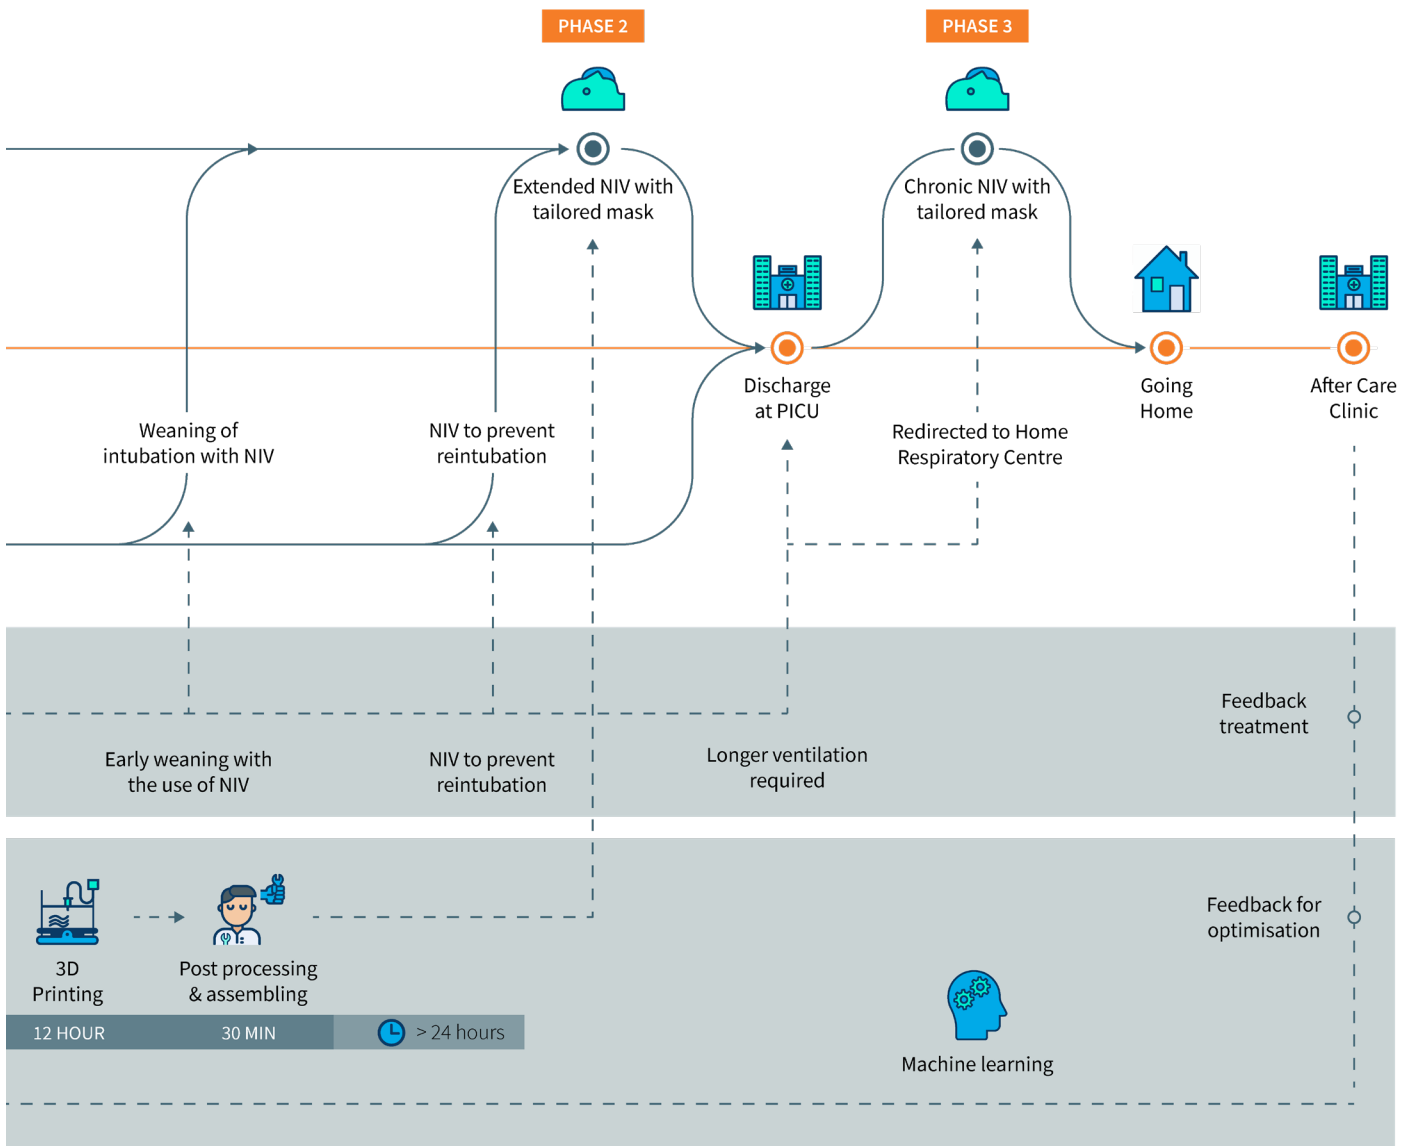 PHASE 2
PHASE 3
Extended NIV with
tailored mask
Chronic NIV with
tailored mask
Discharge
at PICU
Going
Home
After Care
Clinic
Weaning of
intubation with NIV
NIV to prevent
reintubation
Redirected to Home
Respiratory Centre
Feedback
treatment
Early weaning with
the use of NIV
NIV to prevent
reintubation
Longer ventilation
required
Feedback for
optimisation
3D
Printing
Post processing
& assembling
12 HOUR
30 MIN
> 24 hours
Machine learning